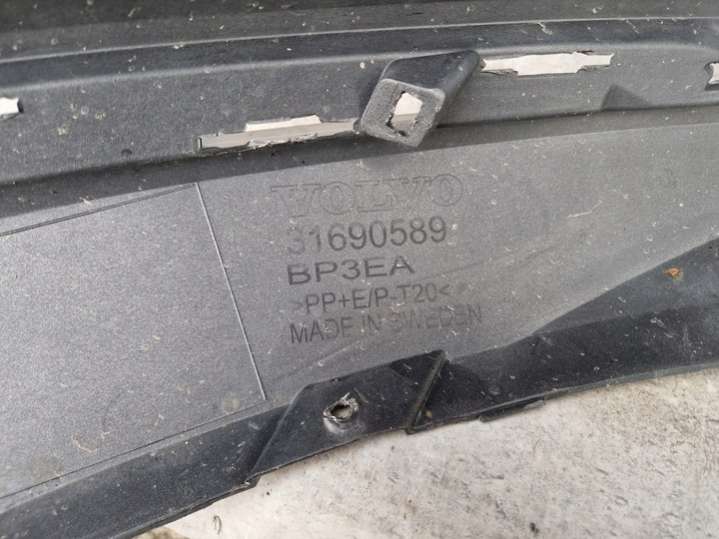 VOLVO
31690589
BP3EA
>PP+E/P-T20<
MADE IN SWEDEN